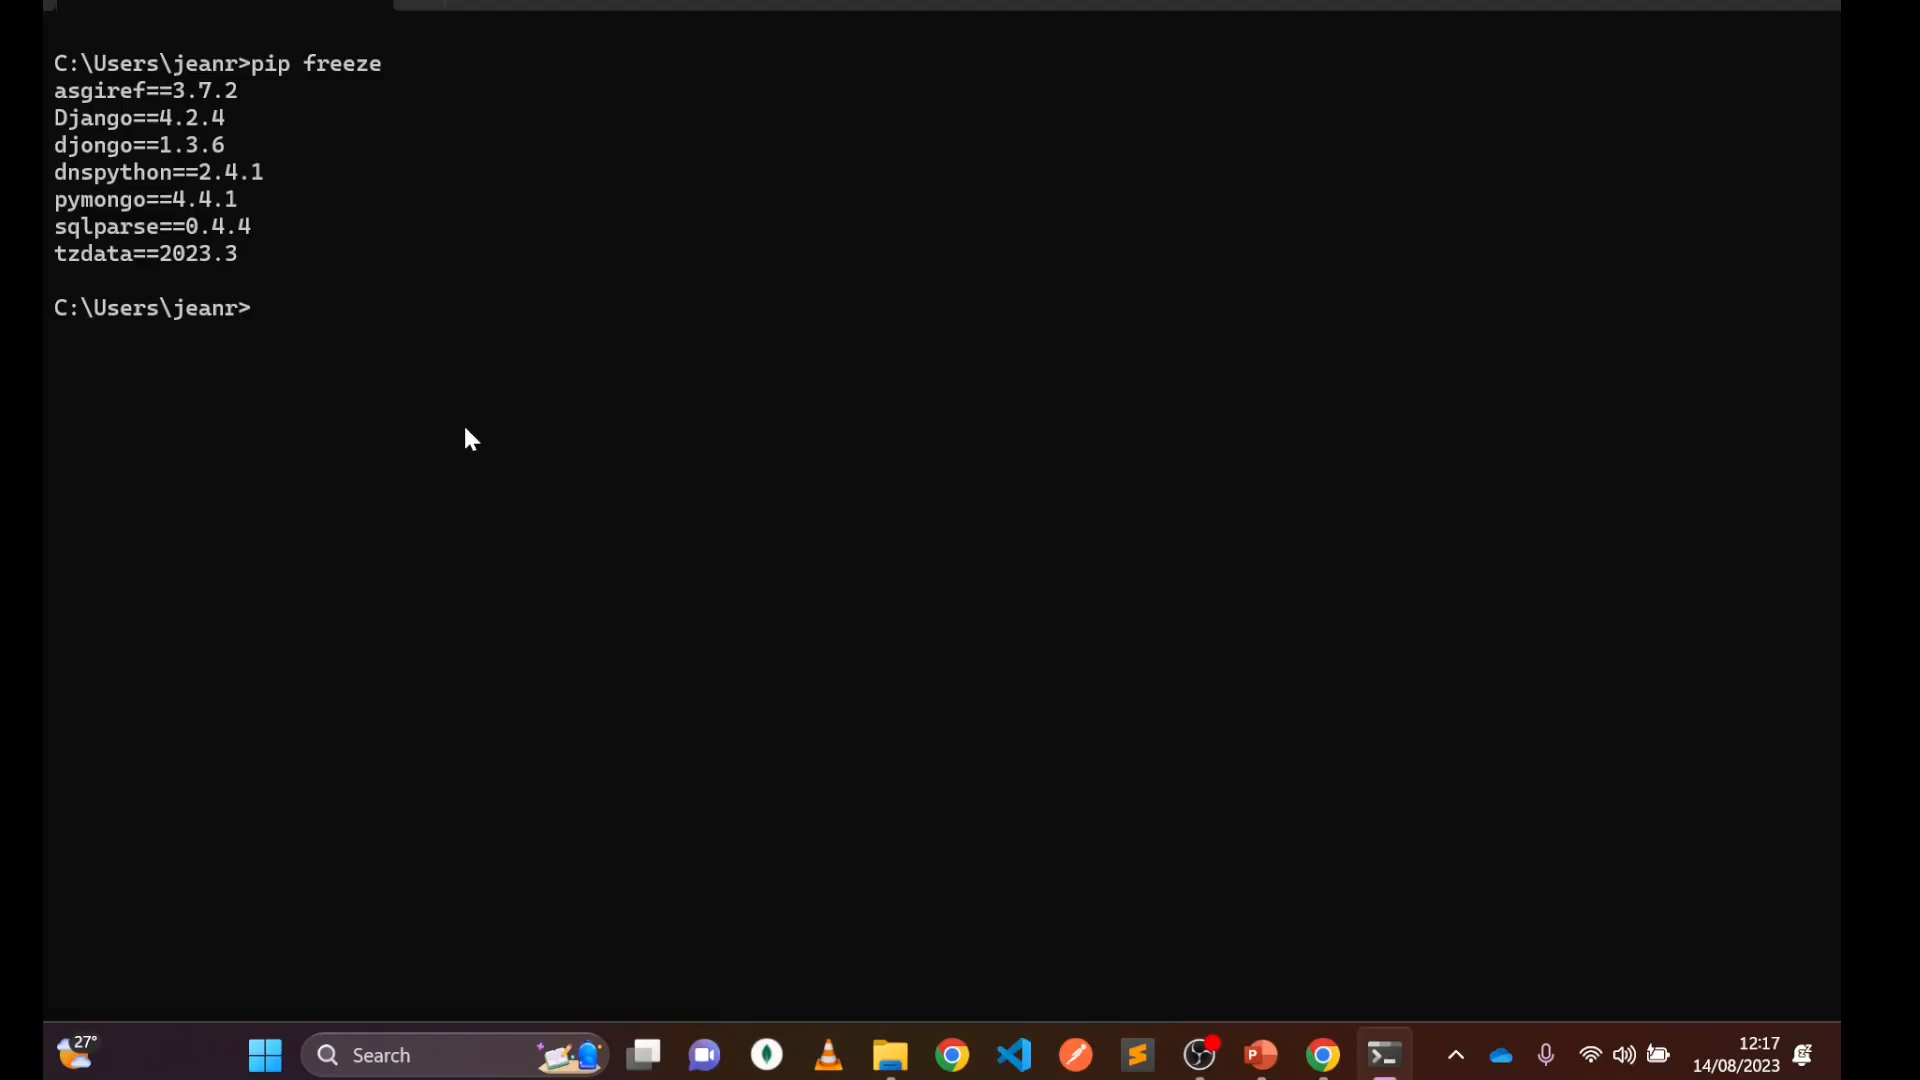 C:\Users\jeanr>pip freeze
asgiref==3.7.2
Django==4.2.4
djongo==1.3.6
dnspython==2.4.1
pymongo==4.4.1
sqlparse==0.4.4
tzdata==2023.3
C:\Users\jeanr>
27°
Search
12:17
14/08/2023